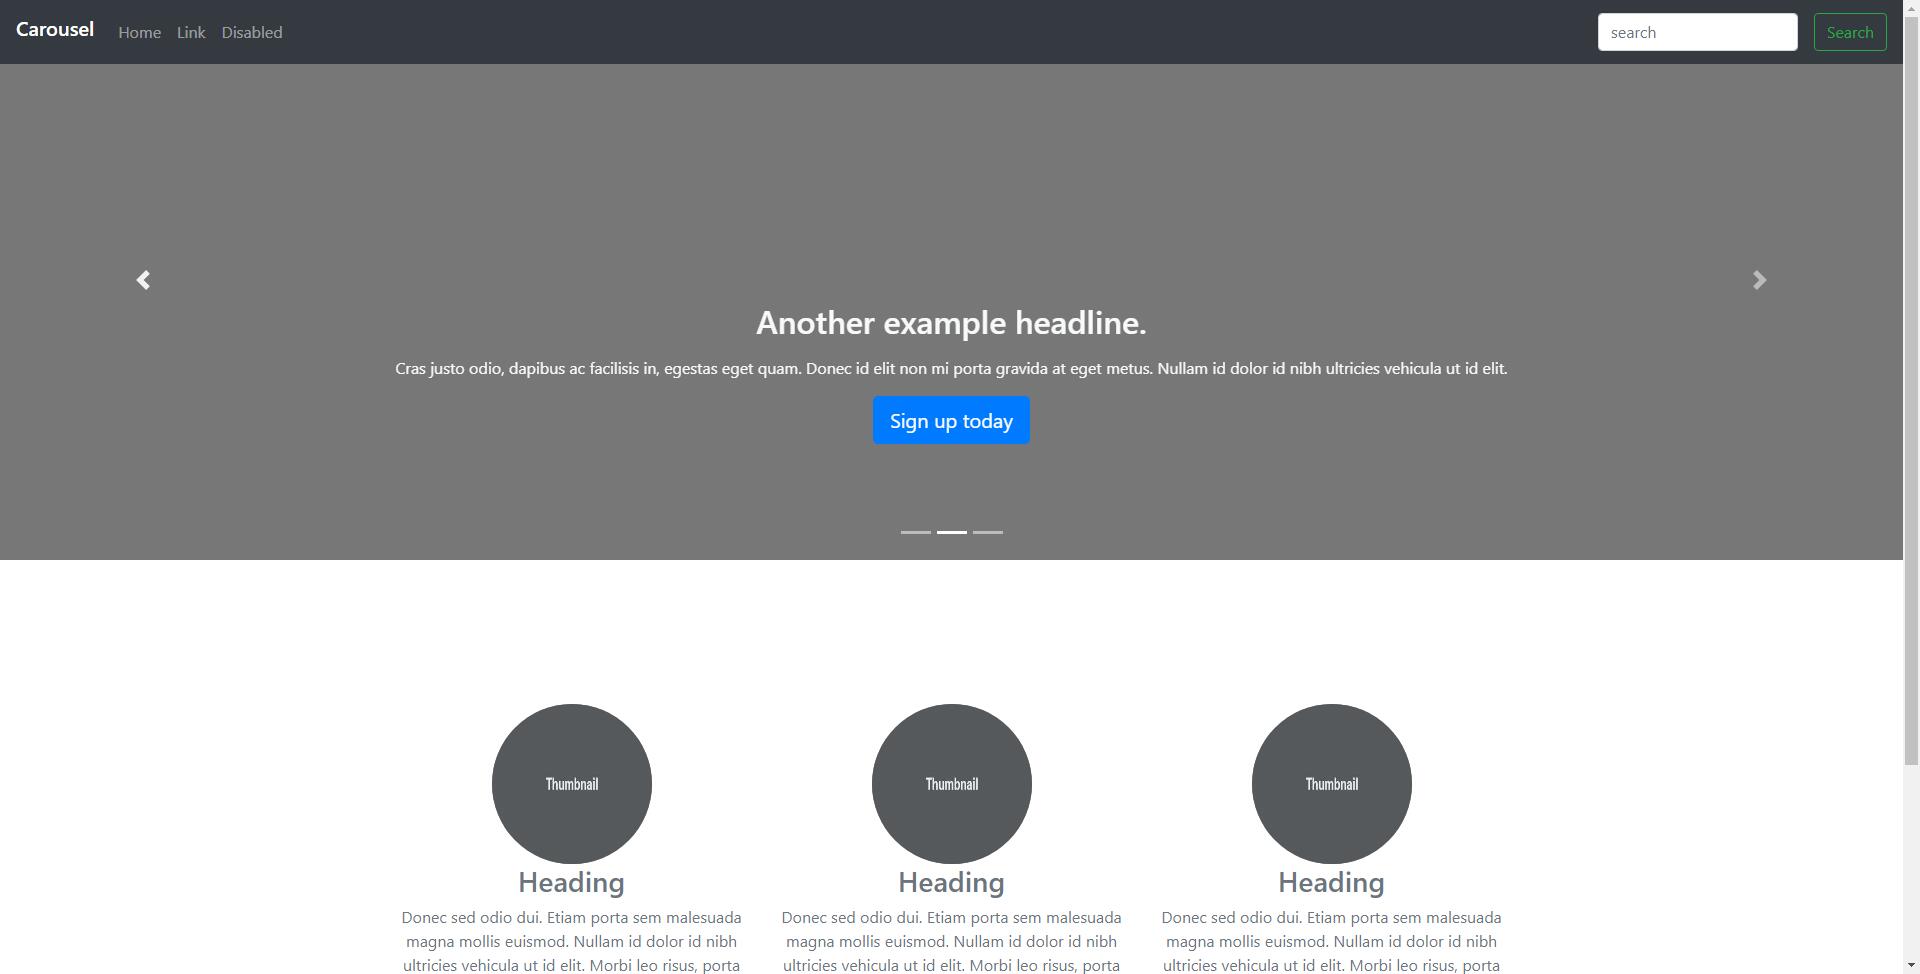 Carousel Home Link Disabled search Search
Another example headline.
Cras justo odio, dapibus ac facilisis in, egestas eget quam. Donec id elit non mi porta gravida at eget metus. Nullam id dolor id nibh ultricies vehicula ut id elit.
Sign up today
Thumbnail
Heading
Donec sed odio dui. Etiam porta sem malesuada
magna mollis euismod. Nullam id dolor id nibh
ultricies vehicula ut id elit. Morbi leo risus, porta
Thumbnail
Heading
Donec sed odio dui. Etiam porta sem malesuada
magna mollis euismod. Nullam id dolor id nibh
ultricies vehicula ut id elit. Morbi leo risus, porta
Thumbnail
Heading
Donec sed odio dui. Etiam porta sem malesuada
magna mollis euismod. Nullam id dolor id nibh
ultricies vehicula ut id elit. Morbi leo risus, porta